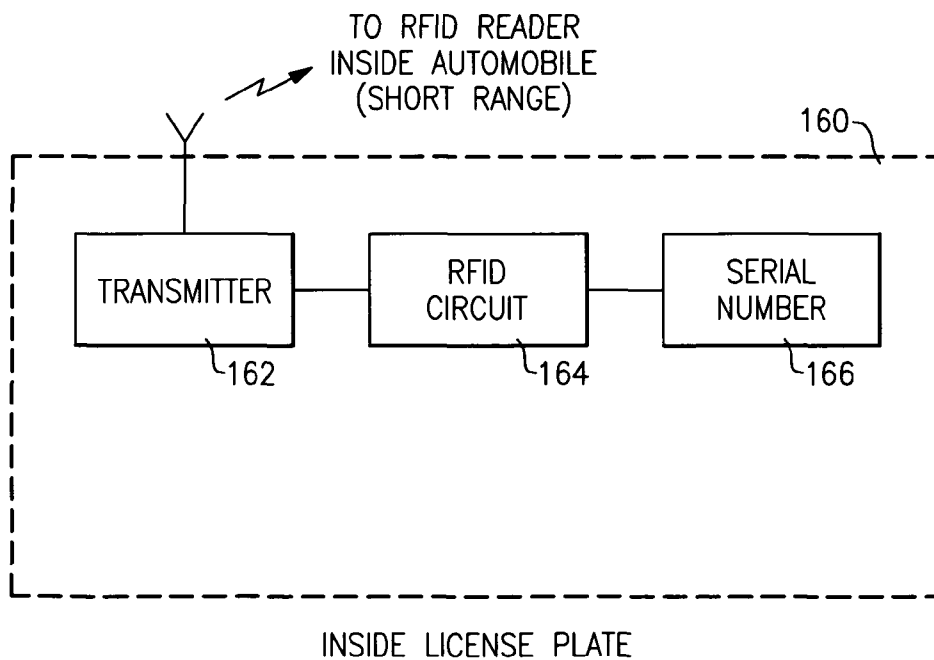 TO RFID READER
INSIDE AUTOMOBILE
(SHORT RANGE)
160
TRANSMITTER
162
RFID
CIRCUIT
164
SERIAL
NUMBER
166
INSIDE LICENSE PLATE